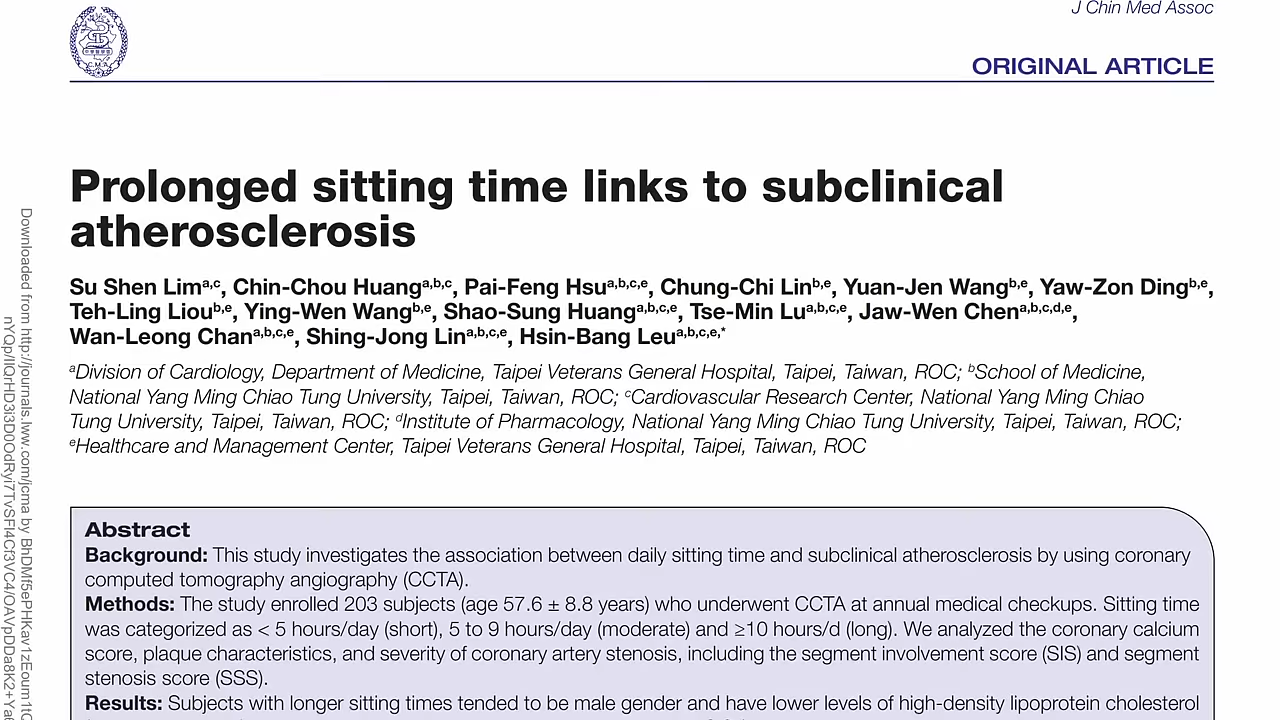 J Chin Med Assoc
ORIGINAL ARTICLE
Prolonged sitting time links to subclinical
atherosclerosis
Su Shen Lima,c, Chin-Chou Huanga,b,c, Pai-Feng Hsua,b,c,e, Chung-Chi Linb,e, Yuan-Jen Wangb,e, Yaw-Zon Dingb,e,
Teh-Ling Lioub,e, Ying-Wen Wangb,e, Shao-Sung Huanga,b,c,e, Tse-Min Lua,b,c,e, Jaw-Wen Chena,b,c,d,e,
Wan-Leong Chana,b,c,e, Shing-Jong Lina,b,c,e, Hsin-Bang Leua,b,c,e,*
aDivision of Cardiology, Department of Medicine, Taipei Veterans General Hospital, Taipei, Taiwan, ROC; bSchool of Medicine,
National Yang Ming Chiao Tung University, Taipei, Taiwan, ROC; cCardiovascular Research Center, National Yang Ming Chiao
Tung University, Taipei, Taiwan, ROC; dInstitute of Pharmacology, National Yang Ming Chiao Tung University, Taipei, Taiwan, ROC;
eHealthcare and Management Center, Taipei Veterans General Hospital, Taipei, Taiwan, ROC
Abstract
Background: This study investigates the association between daily sitting time and subclinical atherosclerosis by using coronary
computed tomography angiography (CCTA).
Methods: The study enrolled 203 subjects (age 57.6 ± 8.8 years) who underwent CCTA at annual medical checkups. Sitting time
was categorized as < 5 hours/day (short), 5 to 9 hours/day (moderate) and ≥10 hours/d (long). We analyzed the coronary calcium
score, plaque characteristics, and severity of coronary artery stenosis, including the segment involvement score (SIS) and segment
stenosis score (SSS).
Results: Subjects with longer sitting times tended to be male gender and have lower levels of high-density lipoprotein cholesterol
Downloaded from http://journals.lww.com/jcma by